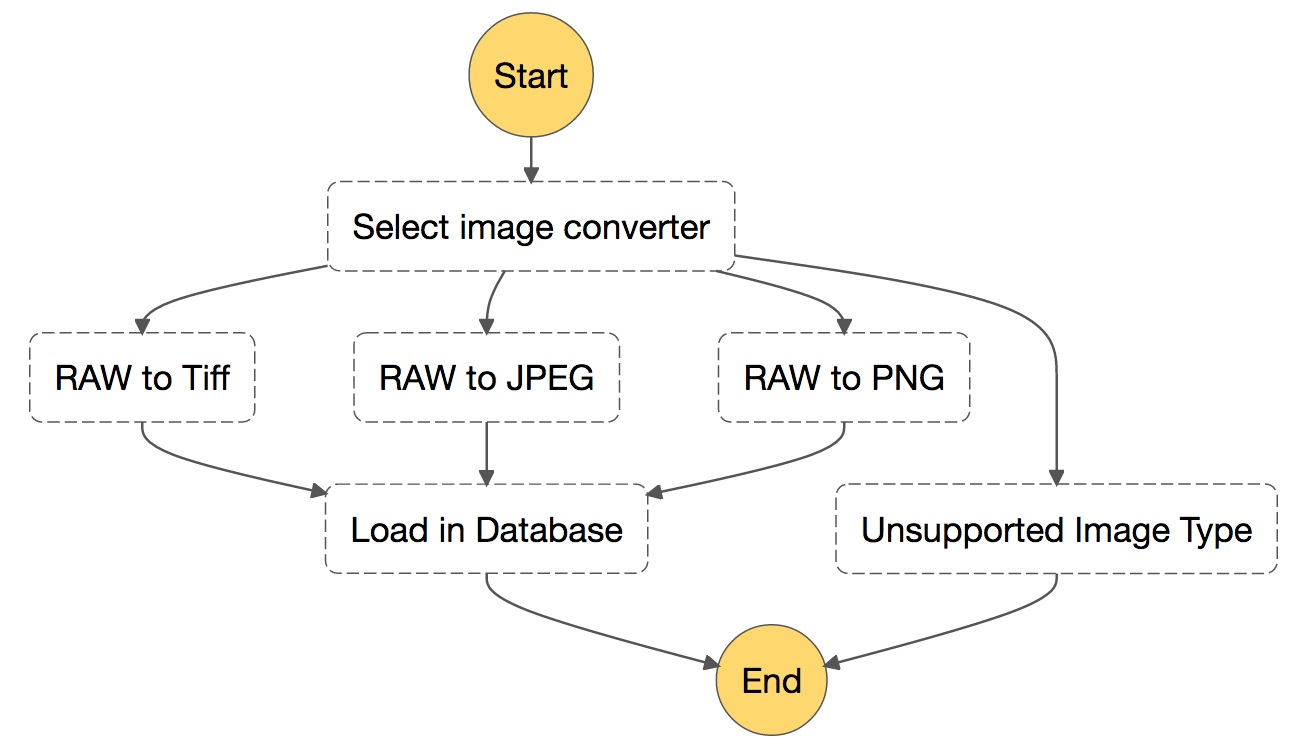 Start
Select image converter
RAW to Tiff
RAW to JPEG
RAW to PNG
Load in Database
Unsupported Image Type
End